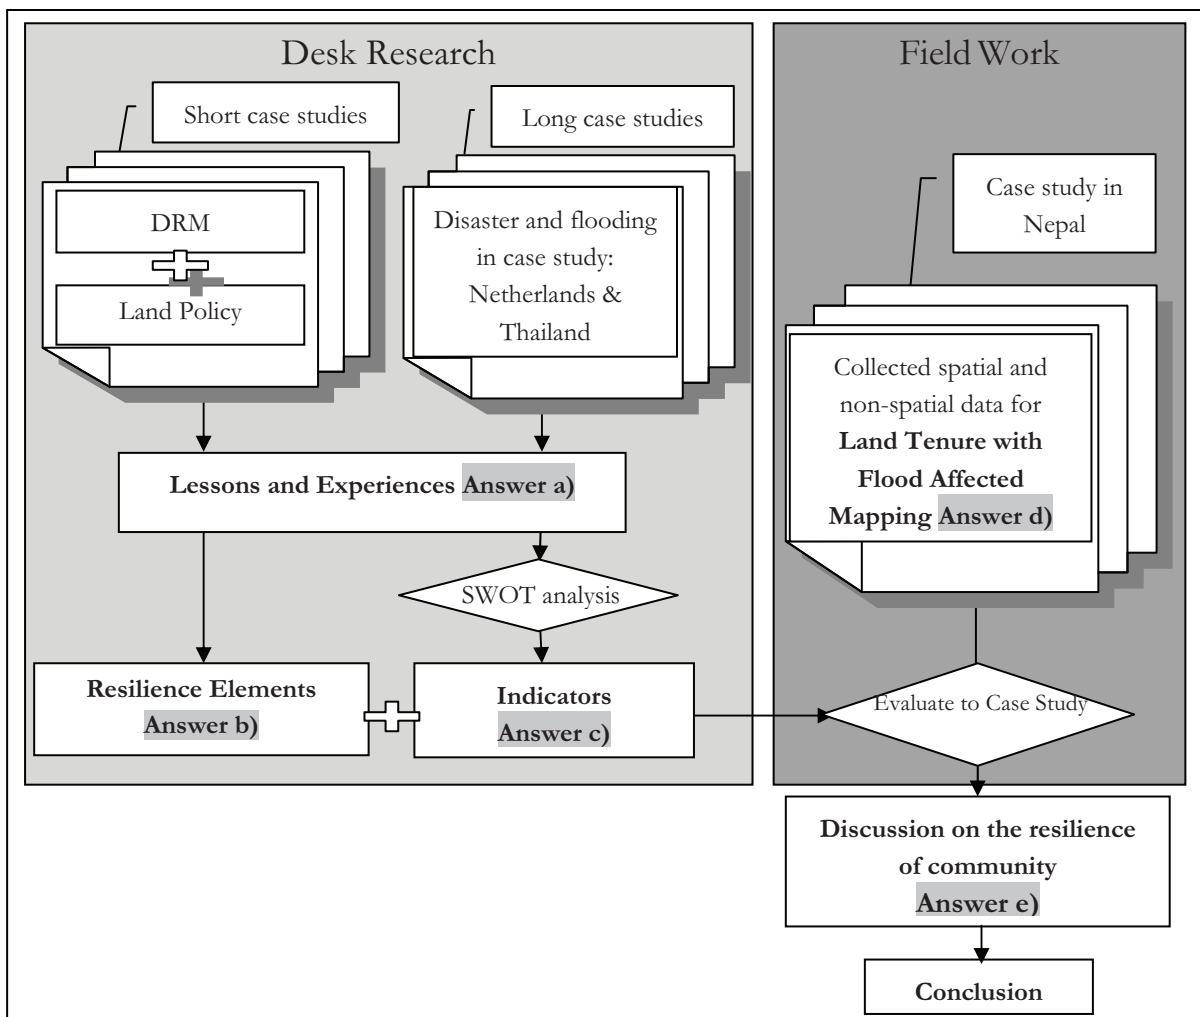 Desk Research
Short case studies
Long case studies
DRM
Land Policy
Disaster and flooding
in case study:
Netherlands &
Thailand
Lessons and Experiences Answer a)
SWOT analysis
Resilience Elements
Answer b)
Indicators
Answer c)
Field Work
Case study in
Nepal
Collected spatial and
non-spatial data for
Land Tenure with
Flood Affected
Mapping Answer d)
Evaluate to Case Study
Discussion on the resilience
of community
Answer e)
Conclusion